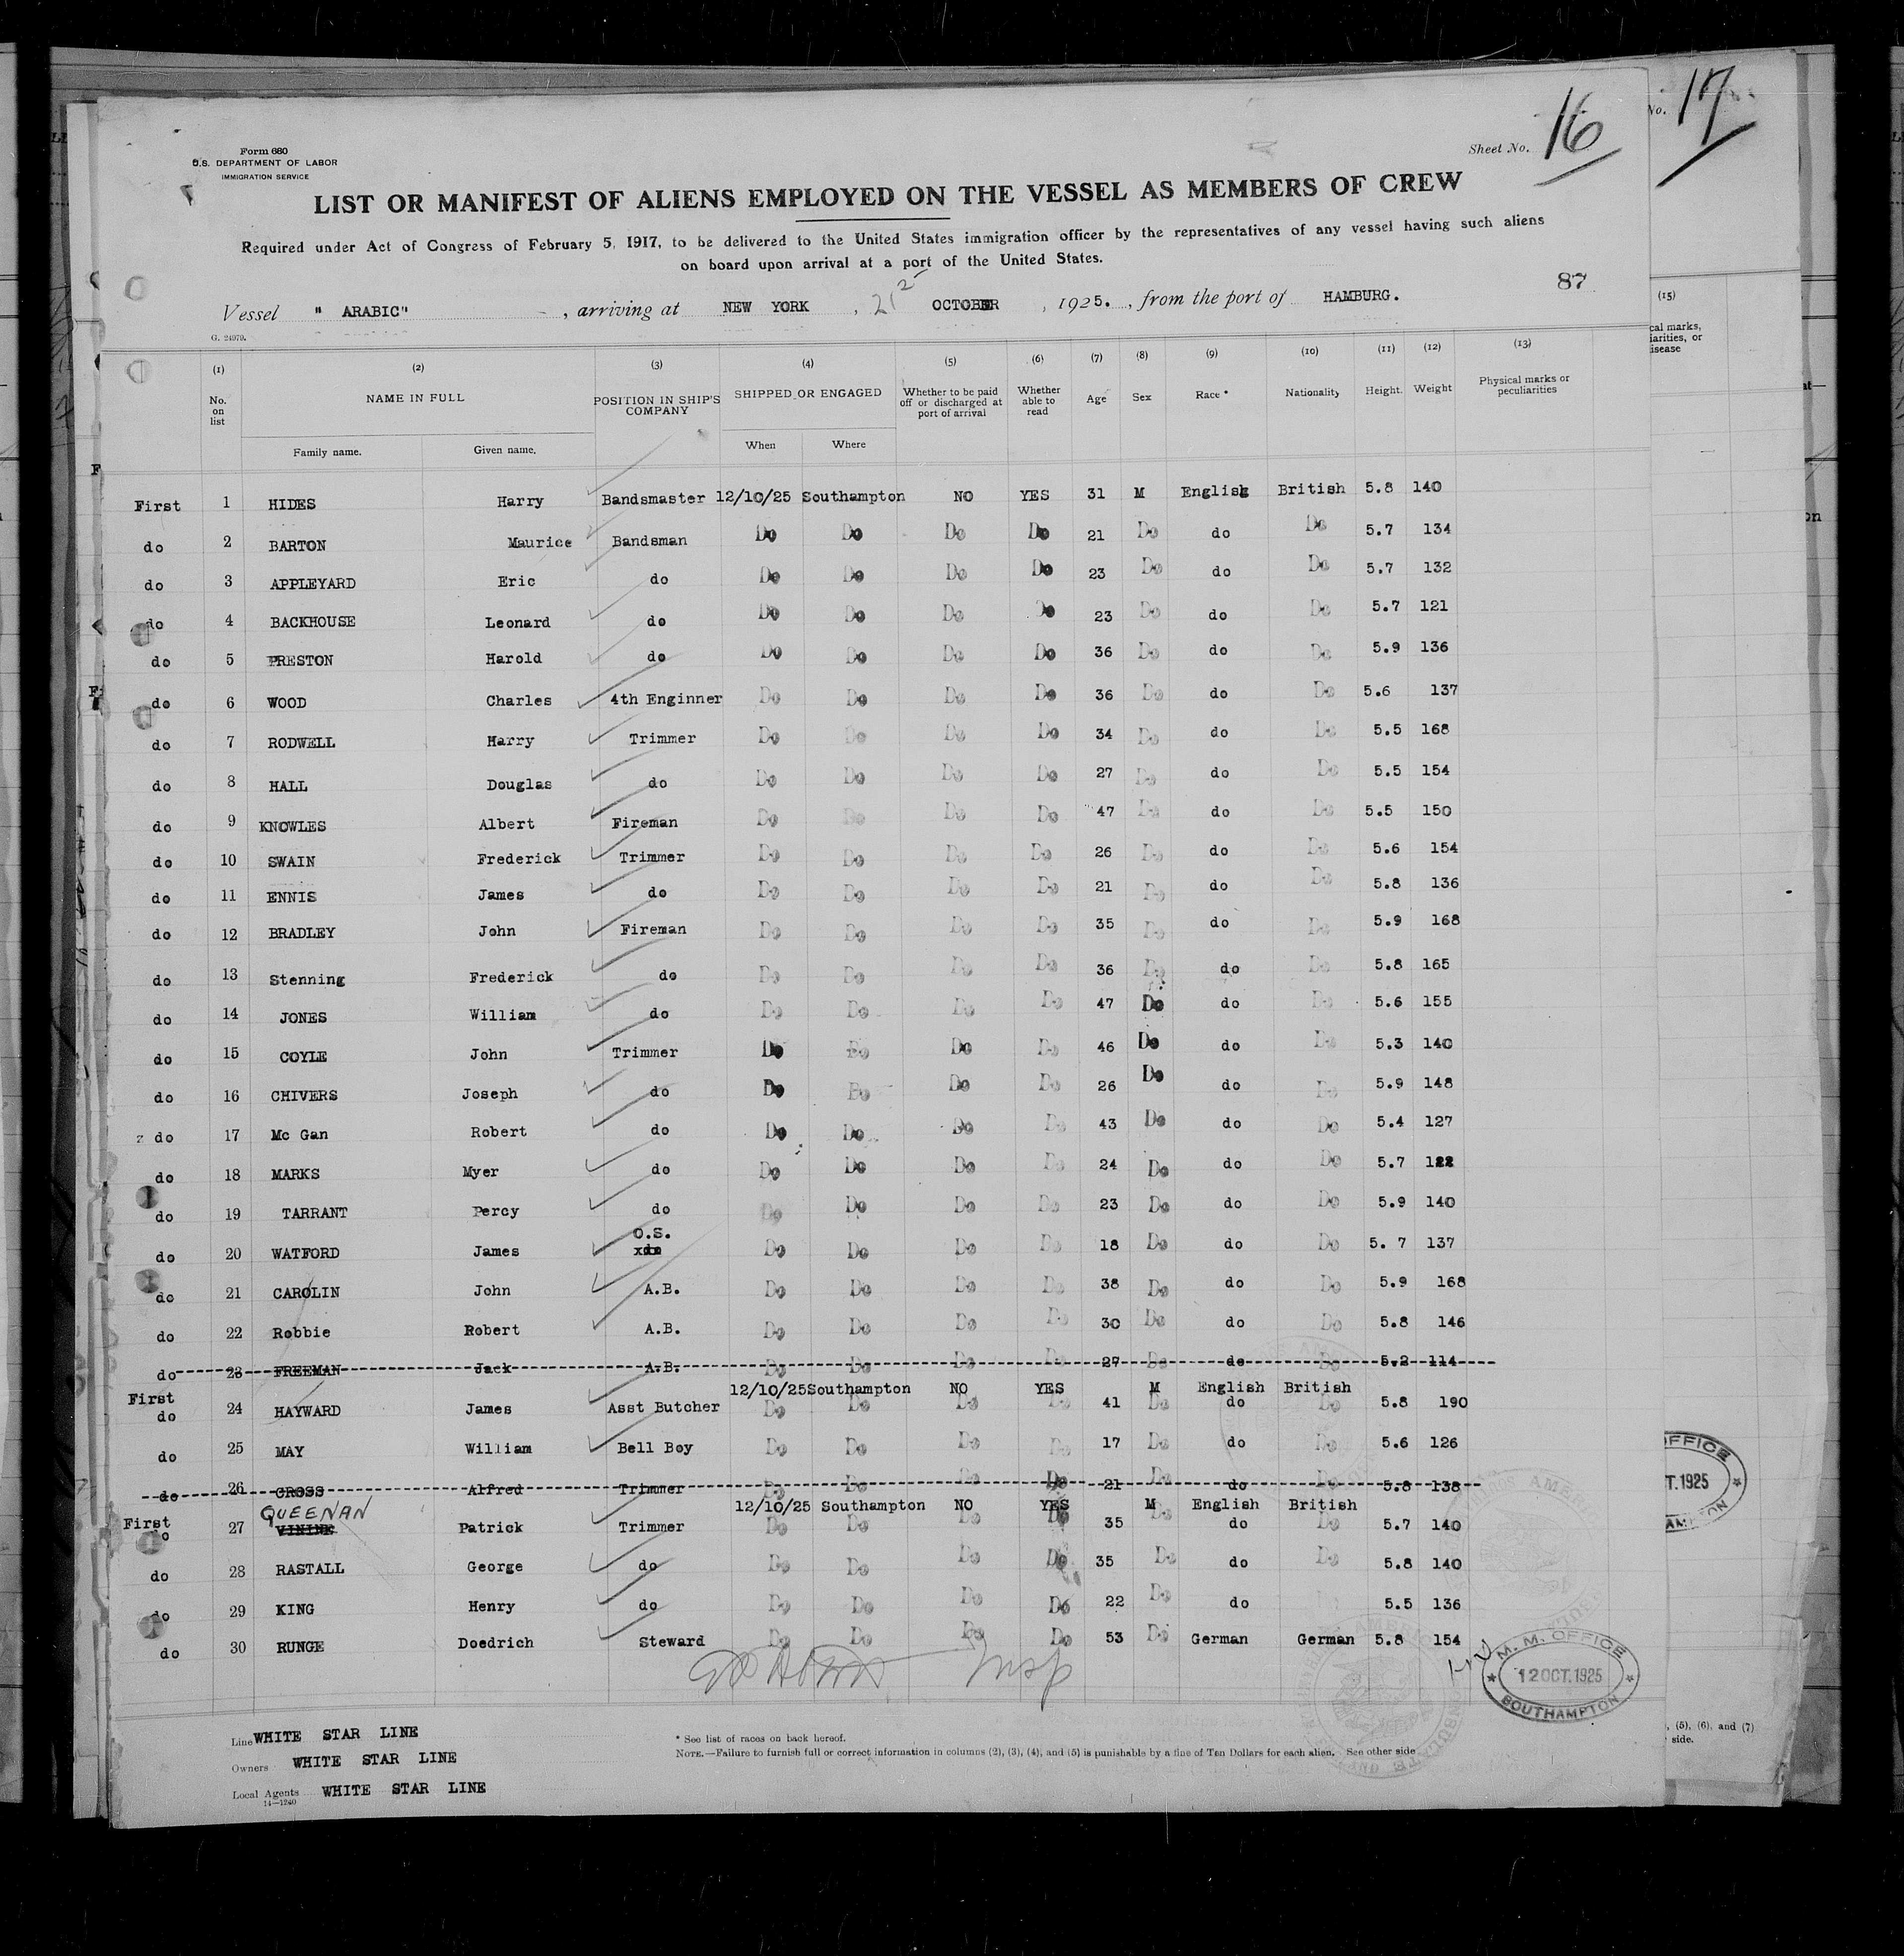 Form 680
U.S. DEPARTMENT OF LABOR
IMMIGRATION SERVICE
Sheet No. 16
No. 17
LIST OR MANIFEST OF ALIENS EMPLOYED ON THE VESSEL AS MEMBERS OF CREW
Required under Act of Congress of February 5, 1917, to be delivered to the United States immigration officer by the representatives of any vessel having such aliens
on board upon arrival at a port of the United States.
87
Vessel " ARABIC" , arriving at NEW YORK , 21 OCTOBER , 1925. , from the port of HAMBURG.
G. 24979.
(1) (2) (3) (4) (5) (6) (7) (8) (9) (10) (11) (12) (13)
No. on list NAME IN FULL POSITION IN SHIP'S COMPANY SHIPPED OR ENGAGED Whether to be paid off or discharged at port of arrival Whether able to read Age Sex Race * Nationality Height. Weight Physical marks or peculiarities
Family name. Given name. When Where
First 1 HIDES Harry Bandsmaster 12/10/25 Southampton NO YES 31 M English British 5.8 140
do 2 BARTON Maurice Bandsman Do Do Do Do 21 Do do Do 5.7 134
do 3 APPLEYARD Eric do Do Do Do Do 23 Do do Do 5.7 132
do 4 BACKHOUSE Leonard do Do Do Do Do 23 Do do Do 5.7 121
do 5 PRESTON Harold do Do Do Do Do 36 Do do Do 5.9 136
do 6 WOOD Charles 4th Enginner Do Do Do Do 36 Do do Do 5.6 137
do 7 RODWELL Harry Trimmer Do Do Do Do 34 Do do Do 5.5 168
do 8 HALL Douglas do Do Do Do Do 27 Do do Do 5.5 154
do 9 KNOWLES Albert Fireman Do Do Do Do 47 Do do Do 5.5 150
do 10 SWAIN Frederick Trimmer Do Do Do Do 26 Do do Do 5.6 154
do 11 ENNIS James do Do Do Do Do 21 Do do Do 5.8 136
do 12 BRADLEY John Fireman Do Do Do Do 35 Do do Do 5.9 168
do 13 Stenning Frederick do Do Do Do Do 36 Do do Do 5.8 165
do 14 JONES William do Do Do Do Do 47 Do do Do 5.6 155
do 15 COYLE John Trimmer Do Do Do Do 46 Do do Do 5.3 140
do 16 CHIVERS Joseph do Do Do Do Do 26 Do do Do 5.9 148
z do 17 Mc Gan Robert do Do Do Do Do 43 Do do Do 5.4 127
do 18 MARKS Myer do Do Do Do Do 24 Do do Do 5.7 122
do 19 TARRANT Percy do Do Do Do Do 23 Do do Do 5.9 140
O.S.
do 20 WATFORD James xdo Do Do Do Do 18 Do do Do 5. 7 137
do 21 CAROLIN John A.B. Do Do Do Do 38 Do do Do 5.9 168
do 22 Robbie Robert A.B. Do Do Do Do 30 Do do Do 5.8 146
do 23 FREEMAN Jack A.B. Do Do Do Do 27 Do do Do 5.2 114
First 12/10/25 Southampton NO YES M English British
do 24 HAYWARD James Asst Butcher Do Do Do Do 41 Do do Do 5.8 190
do 25 MAY William Bell Boy Do Do Do Do 17 Do do Do 5.6 126
do 26 CROSS Alfred Trimmer Do Do Do Do 21 Do do Do 5.8 138
First QUEENAN 12/10/25 Southampton NO YES M English British
do 27 VININE Patrick Trimmer Do Do Do Do 35 Do do Do 5.7 140
do 28 RASTALL George do Do Do Do Do 35 Do do Do 5.8 140
do 29 KING Henry do Do Do Do Do 22 Do do 5.5 136
do 30 RUNGE Doedrich Steward Do Do Do Do 53 Do German German 5.8 154
Insp
M. M. OFFICE
12 OCT. 1925
SOUTHAMPTON
Line WHITE STAR LINE
Owners WHITE STAR LINE
Local Agents WHITE STAR LINE
14—1240
* See list of races on back hereof.
NOTE.—Failure to furnish full or correct information in columns (2), (3), (4), and (5) is punishable by a fine of Ten Dollars for each alien. See other side
(15)
cal marks,
iarities, or
isease
OFFICE
T.1925
AMPTON
, (5), (6), and (7)
side.